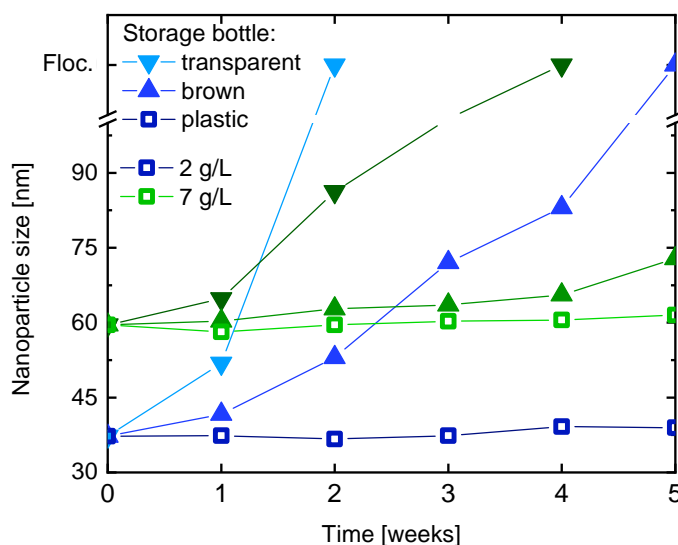 Storage bottle:
Floc.
transparent
brown
plastic
2 g/L
7 g/L
90
75
60
45
30
Nanoparticle size [nm]
0 1 2 3 4 5
Time [weeks]